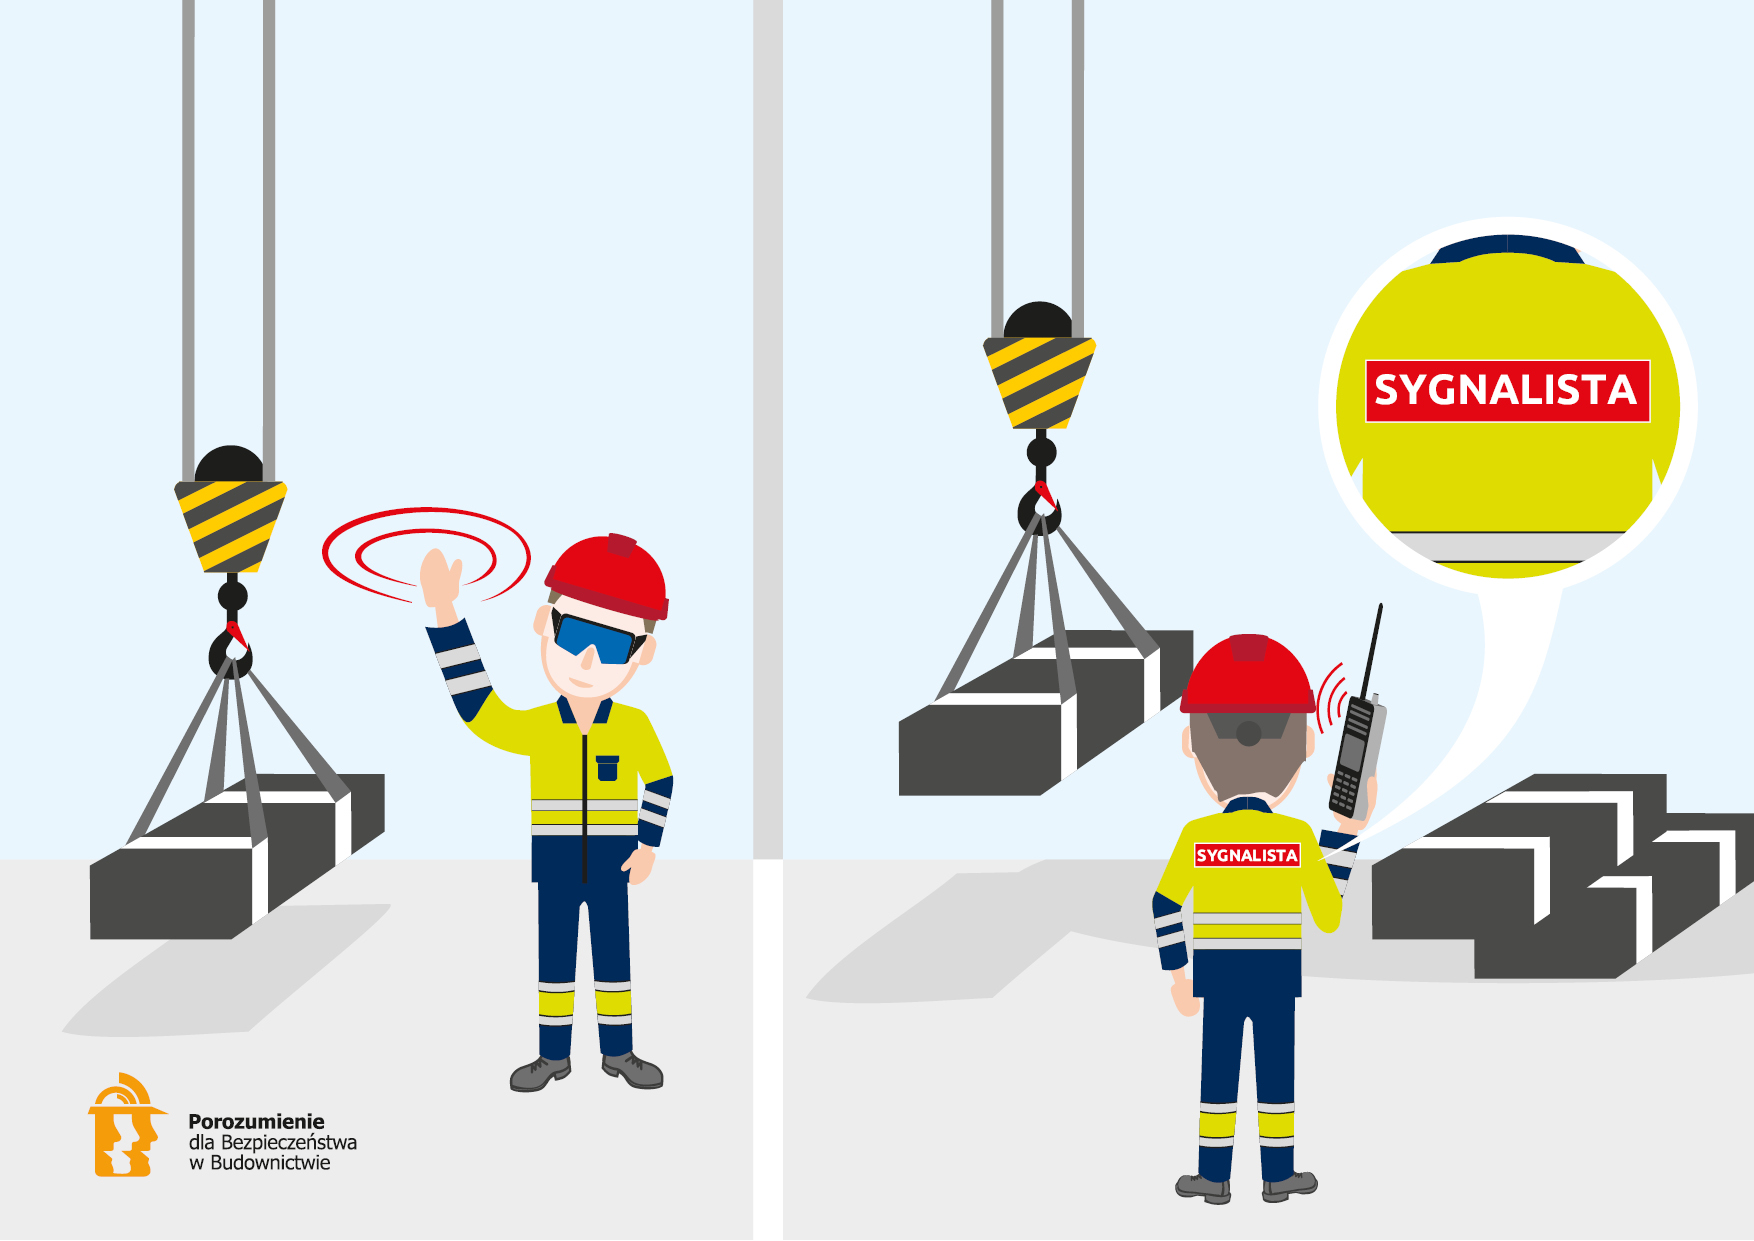 SYGNALISTA
SYGNALISTA
Porozumienie
dla Bezpieczeństwa
w Budownictwie